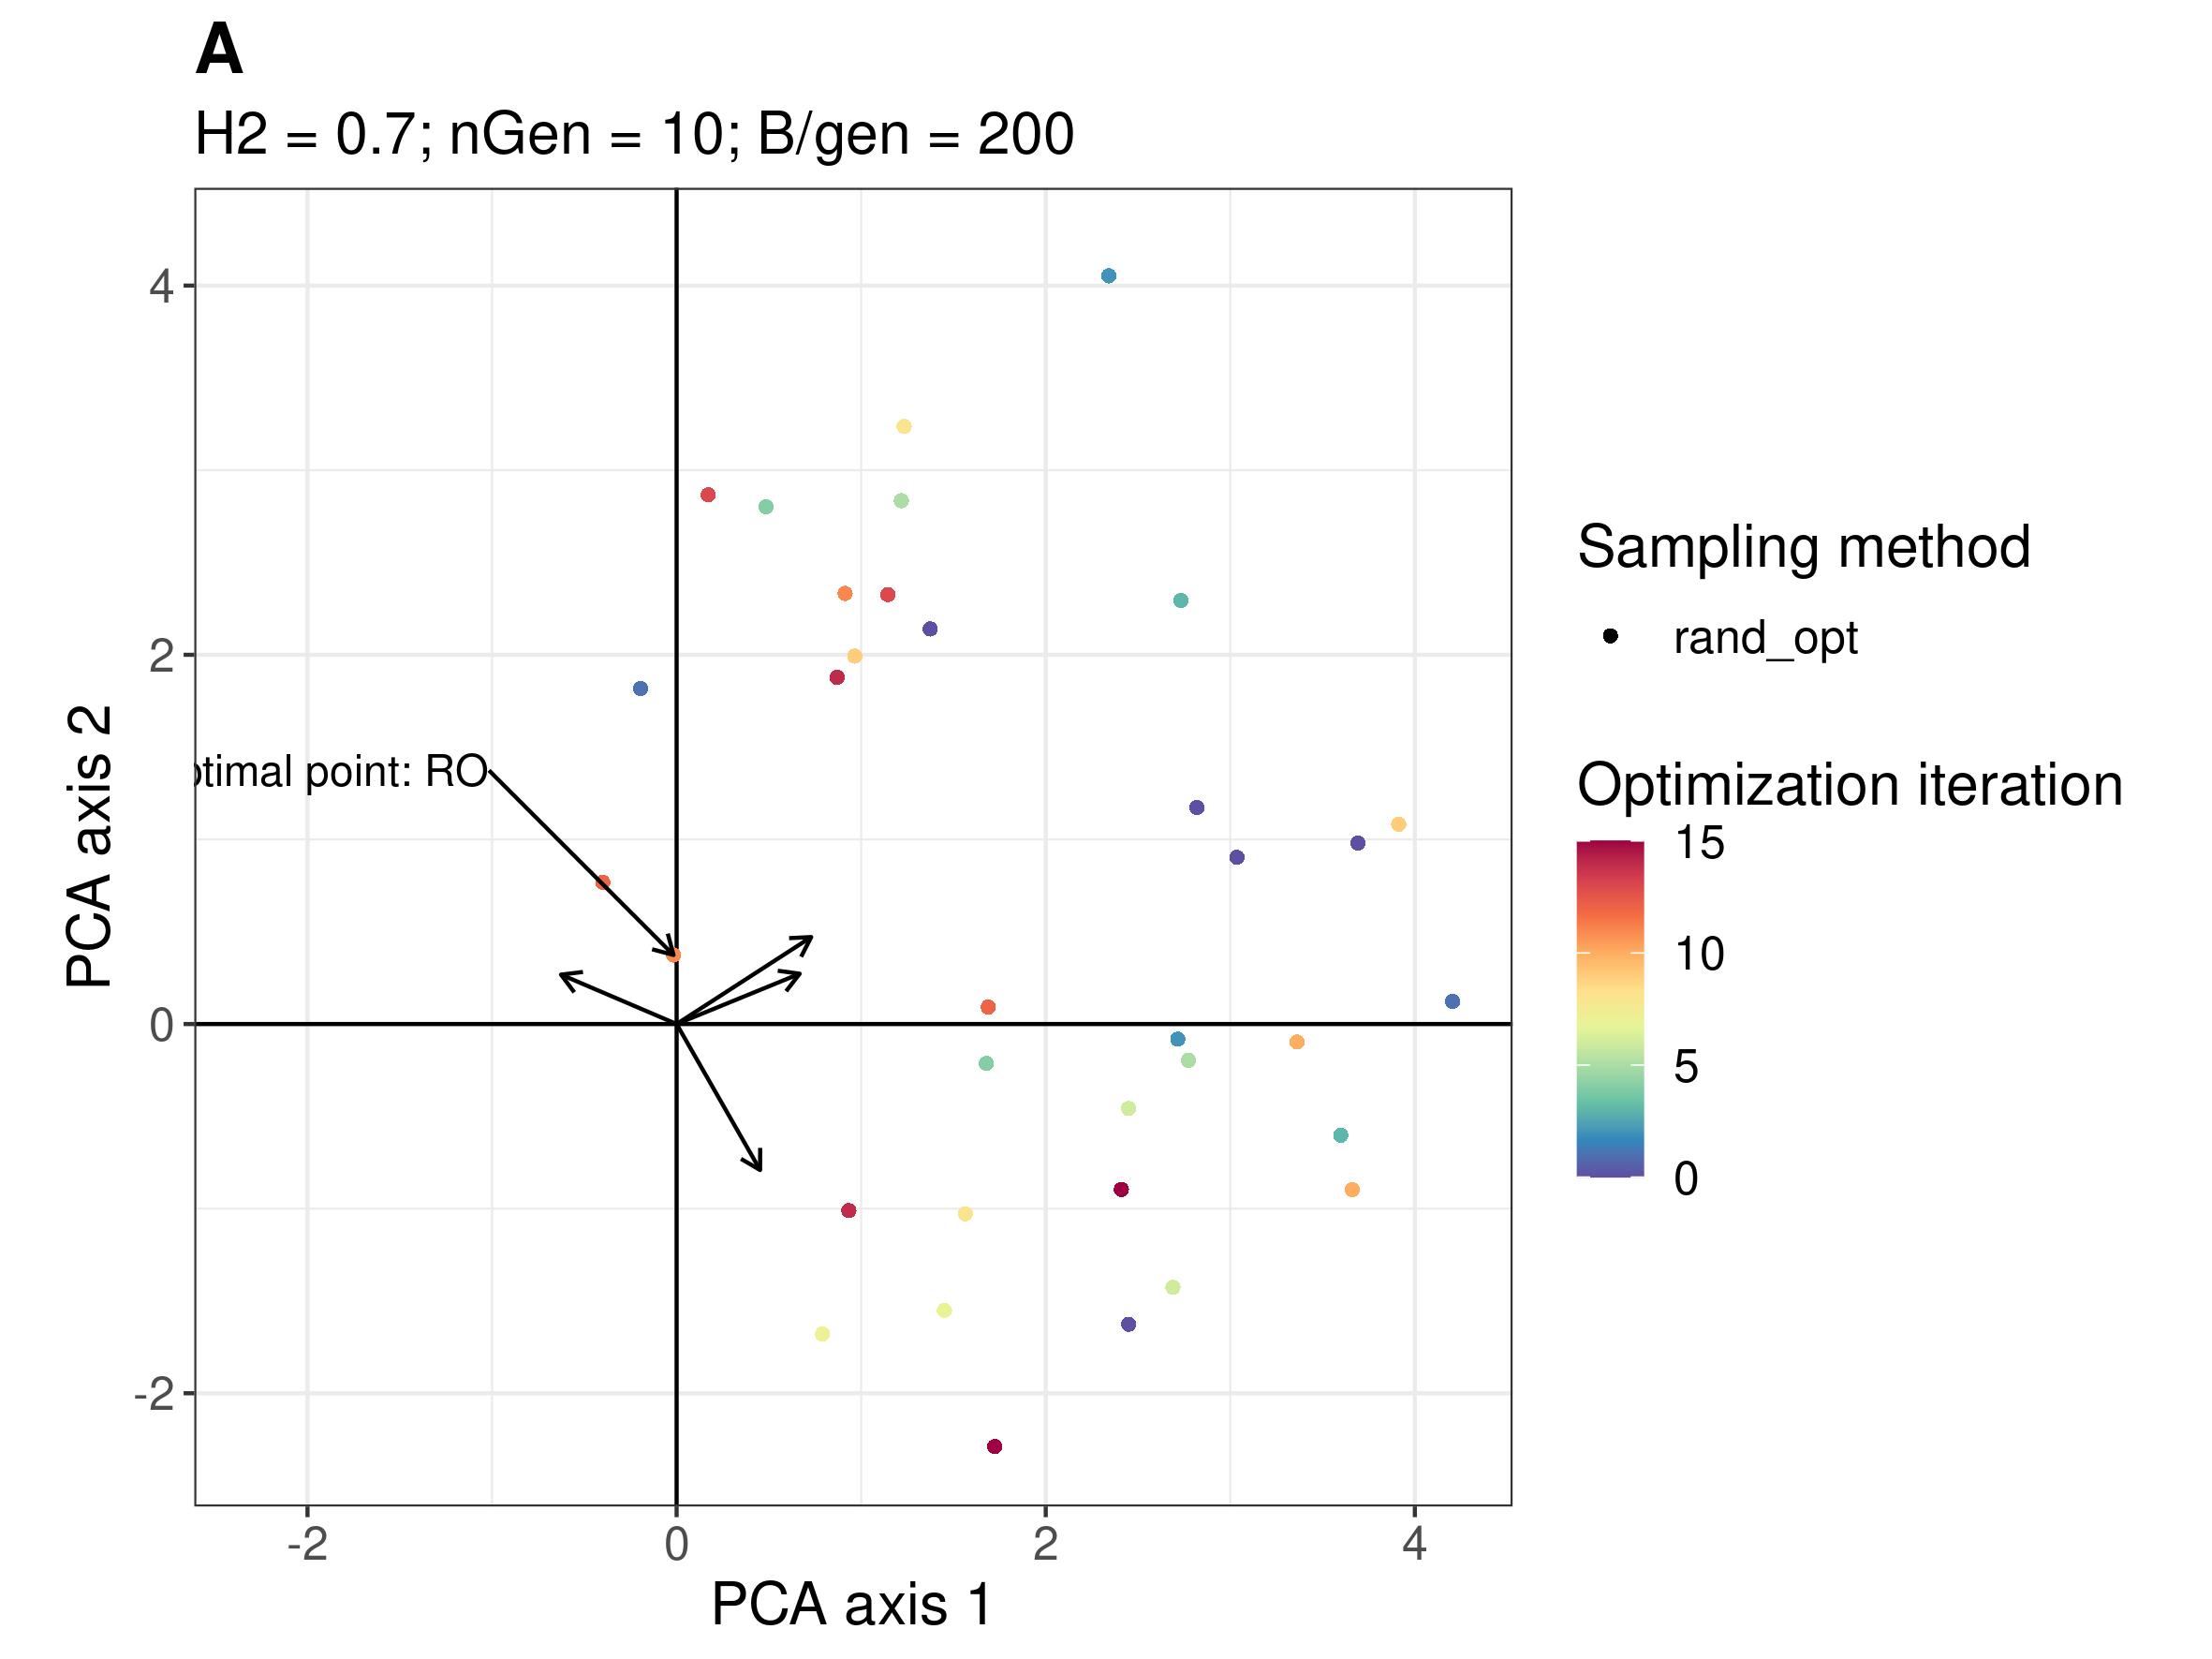 A
H2 = 0.7; nGen = 10; B/gen = 200
4
2
0
-2
PCA axis 2
point: RO
-2
0
2
4
PCA axis 1
Sampling method
rand_opt
Optimization iteration
15
10
5
0